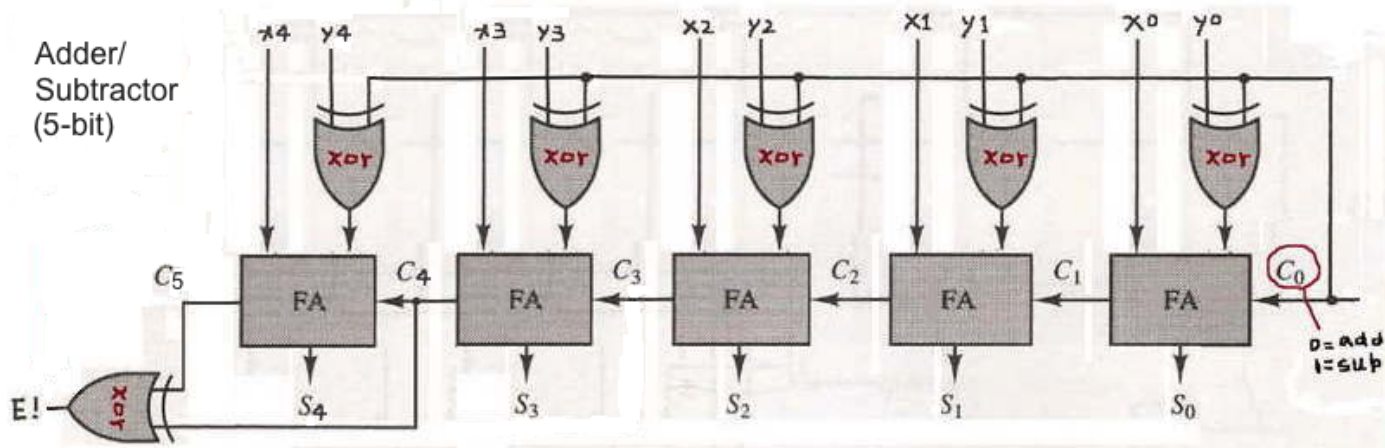 Adder/
Subtractor
(5-bit)
x4 y4 x3 y3 x2 y2 x1 y1 x0 y0
xor xor xor xor xor
C5 FA C4 FA C3 FA C2 FA C1 FA C0
0=add
1=sub
E! xor
S4 S3 S2 S1 S0